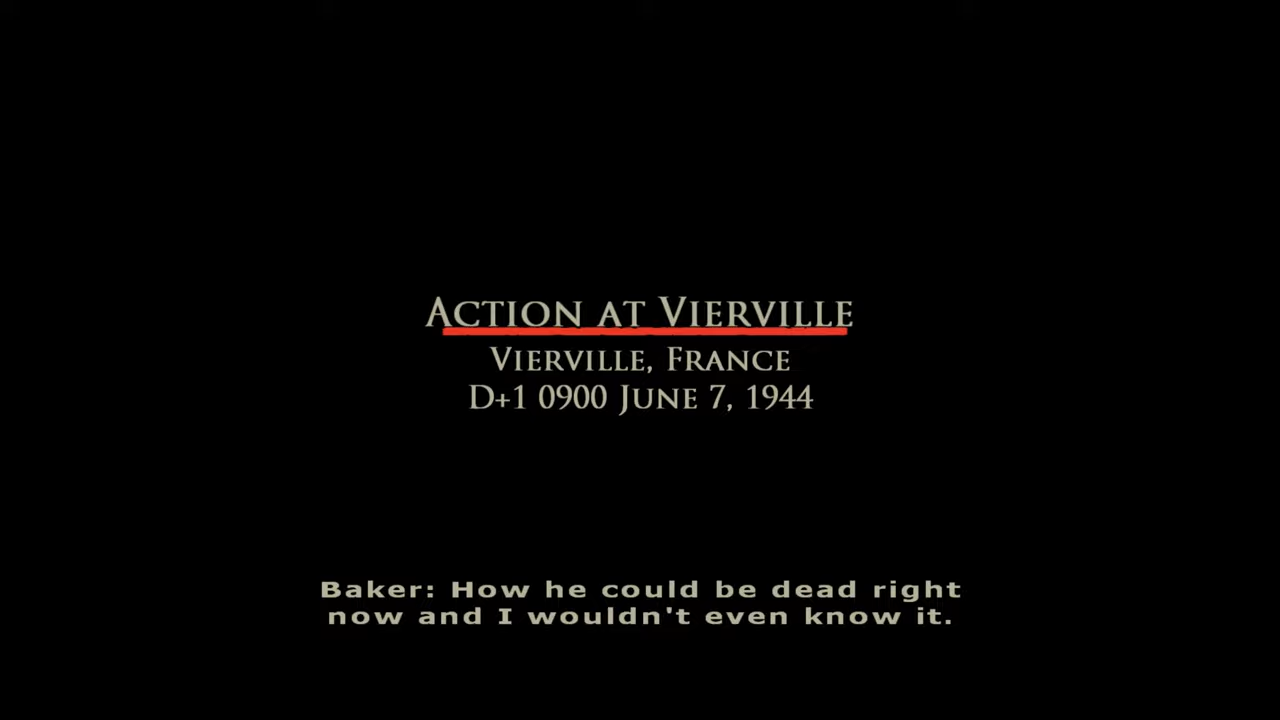 Action at Vierville
Vierville, France
D+1 0900 June 7, 1944
Baker: How he could be dead right
now and I wouldn't even know it.